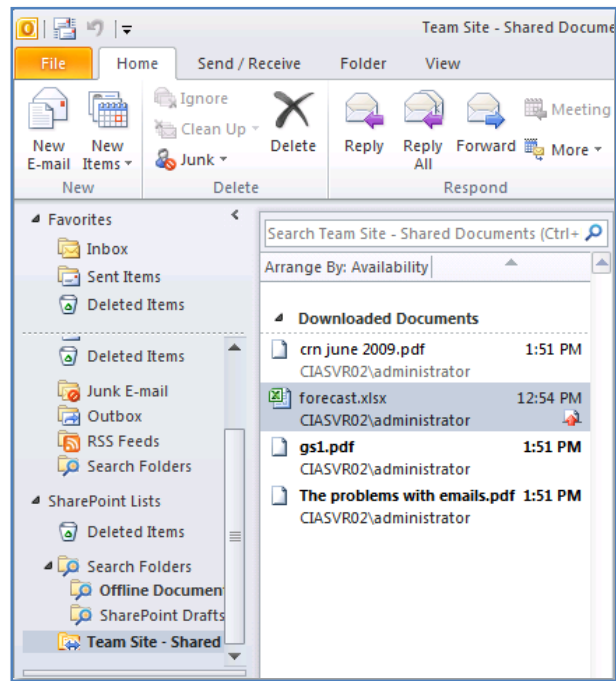 Team Site - Shared Docume
File Home Send / Receive Folder View
New E-mail
New Items
Ignore
Clean Up
Junk
Delete
Reply
Reply All
Forward
Meeting
More
New Delete Respond
Favorites
Inbox
Sent Items
Deleted Items
Deleted Items
Junk E-mail
Outbox
RSS Feeds
Search Folders
SharePoint Lists
Deleted Items
Search Folders
Offline Documen
SharePoint Drafts
Team Site - Shared
Search Team Site - Shared Documents (Ctrl+
Arrange By: Availability
Downloaded Documents
crn june 2009.pdf 1:51 PM
CIASVR02\administrator
forecast.xlsx 12:54 PM
CIASVR02\administrator
gs1.pdf 1:51 PM
CIASVR02\administrator
The problems with emails.pdf 1:51 PM
CIASVR02\administrator